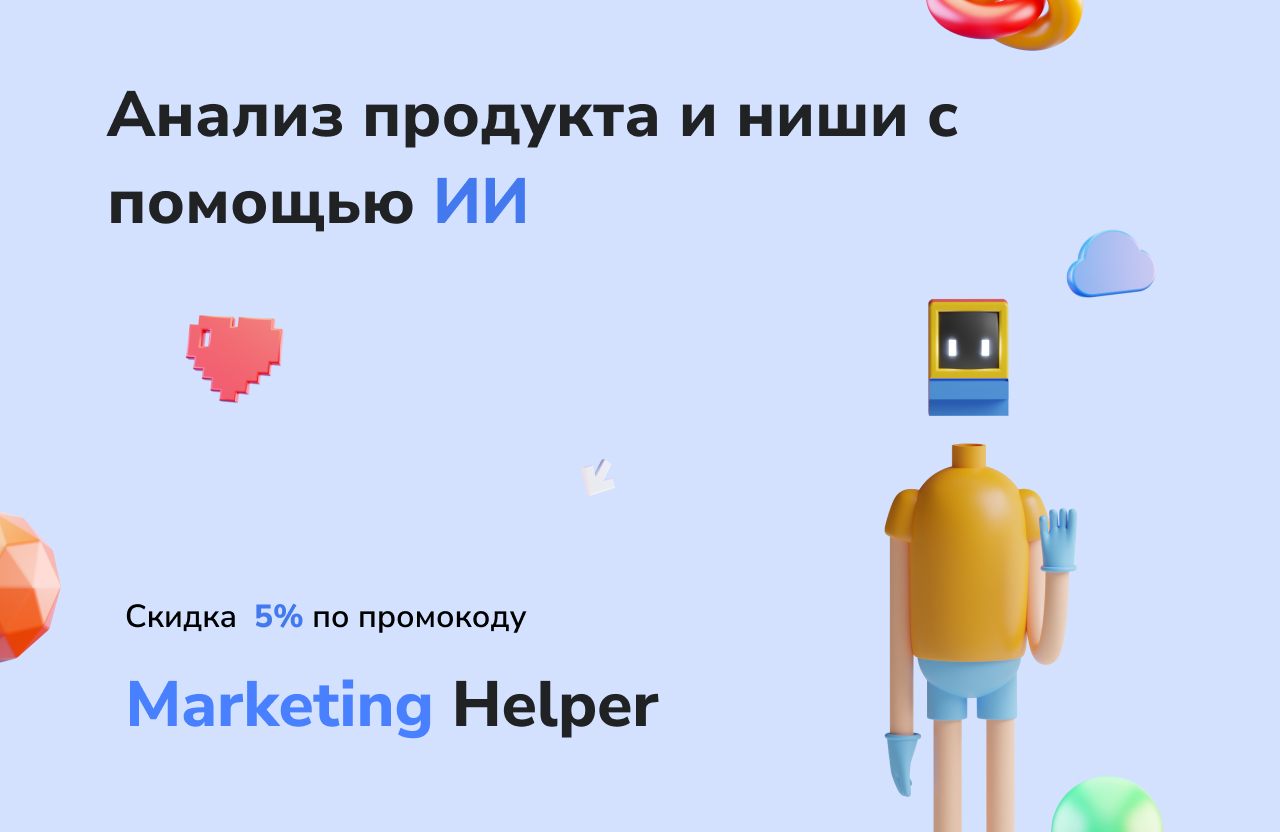 Анализ продукта и ниши с
помощью ИИ
Скидка 5% по промокоду
Marketing Helper